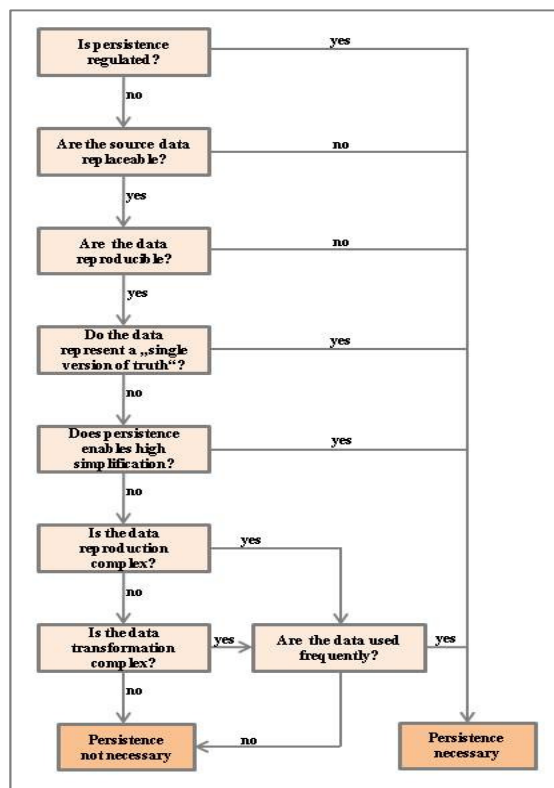 Is persistence
regulated?
yes
no
Are the source data
replaceable?
no
yes
Are the data
reproducible?
no
yes
Do the data
represent a „single
version of truth“?
yes
no
Does persistence
enables high
simplification?
yes
no
Is the data
reproduction
complex?
yes
no
Is the data
transformation
complex?
yes
Are the data used
frequently?
yes
no
no
Persistence
not necessary
Persistence
necessary